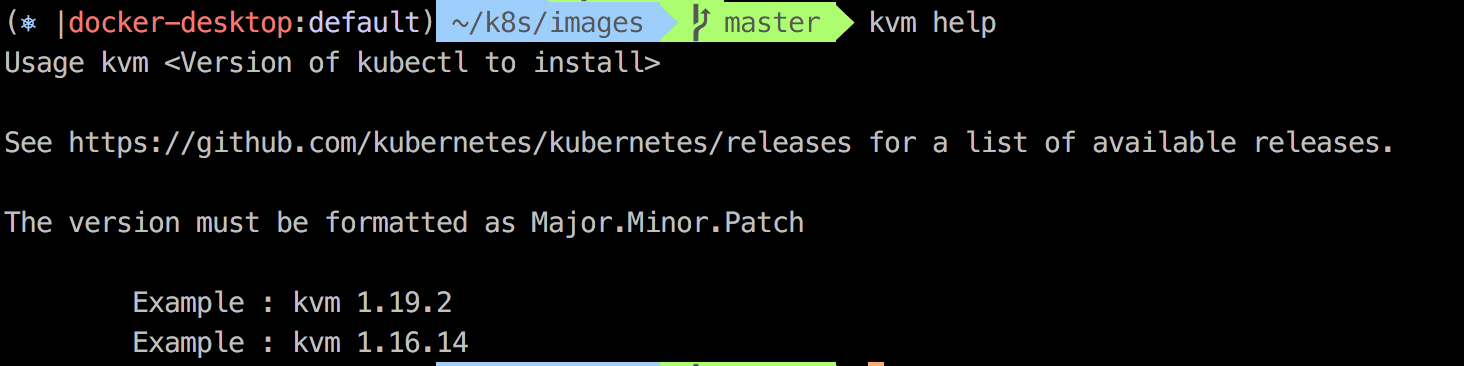 (⎈ |docker-desktop:default) ~/k8s/images master kvm help
Usage kvm <Version of kubectl to install>
See https://github.com/kubernetes/kubernetes/releases for a list of available releases.
The version must be formatted as Major.Minor.Patch
Example : kvm 1.19.2
Example : kvm 1.16.14